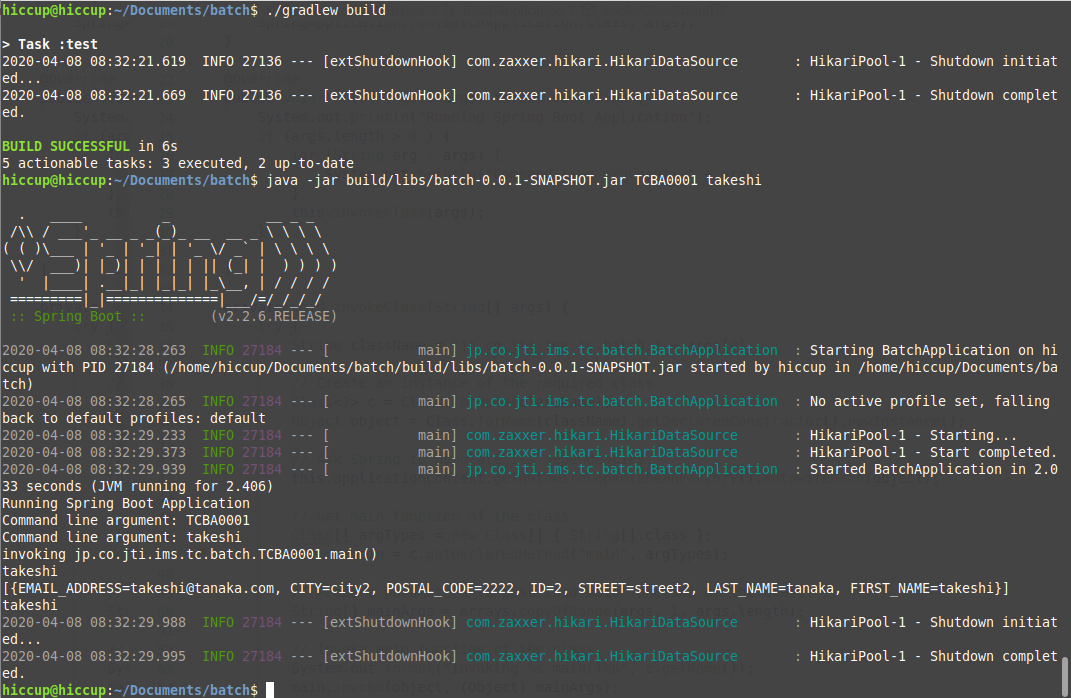 hiccup@hiccup:~/Documents/batch$ ./gradlew build
> Task :test
2020-04-08 08:32:21.619  INFO 27136 --- [extShutdownHook] com.zaxxer.hikari.HikariDataSource       : HikariPool-1 - Shutdown initiat
ed...
2020-04-08 08:32:21.669  INFO 27136 --- [extShutdownHook] com.zaxxer.hikari.HikariDataSource       : HikariPool-1 - Shutdown complet
ed.
BUILD SUCCESSFUL in 6s
5 actionable tasks: 3 executed, 2 up-to-date
hiccup@hiccup:~/Documents/batch$ java -jar build/libs/batch-0.0.1-SNAPSHOT.jar TCBA0001 takeshi
  .   ____          _            __ _ _
 /\\ / ___'_ __ _ _(_)_ __  __ _ \ \ \ \
( ( )\___ | '_ | '_| | '_ \/ _` | \ \ \ \
 \\/  ___)| |_)| | | | | || (_| |  ) ) ) )
  '  |____| .__|_| |_|_| |_\__, | / / / /
 =========|_|==============|___/=/_/_/_/
 :: Spring Boot ::        (v2.2.6.RELEASE)
2020-04-08 08:32:28.263  INFO 27184 --- [           main] jp.co.jti.ims.tc.batch.BatchApplication  : Starting BatchApplication on hi
ccup with PID 27184 (/home/hiccup/Documents/batch/build/libs/batch-0.0.1-SNAPSHOT.jar started by hiccup in /home/hiccup/Documents/ba
tch)
2020-04-08 08:32:28.265  INFO 27184 --- [           main] jp.co.jti.ims.tc.batch.BatchApplication  : No active profile set, falling
back to default profiles: default
2020-04-08 08:32:29.233  INFO 27184 --- [           main] com.zaxxer.hikari.HikariDataSource       : HikariPool-1 - Starting...
2020-04-08 08:32:29.373  INFO 27184 --- [           main] com.zaxxer.hikari.HikariDataSource       : HikariPool-1 - Start completed.
2020-04-08 08:32:29.939  INFO 27184 --- [           main] jp.co.jti.ims.tc.batch.BatchApplication  : Started BatchApplication in 2.0
33 seconds (JVM running for 2.406)
Running Spring Boot Application
Command line argument: TCBA0001
Command line argument: takeshi
invoking jp.co.jti.ims.tc.batch.TCBA0001.main()
takeshi
[{EMAIL_ADDRESS=takeshi@tanaka.com, CITY=city2, POSTAL_CODE=2222, ID=2, STREET=street2, LAST_NAME=tanaka, FIRST_NAME=takeshi}]
takeshi
2020-04-08 08:32:29.988  INFO 27184 --- [extShutdownHook] com.zaxxer.hikari.HikariDataSource       : HikariPool-1 - Shutdown initiat
ed...
2020-04-08 08:32:29.995  INFO 27184 --- [extShutdownHook] com.zaxxer.hikari.HikariDataSource       : HikariPool-1 - Shutdown complet
ed.
hiccup@hiccup:~/Documents/batch$